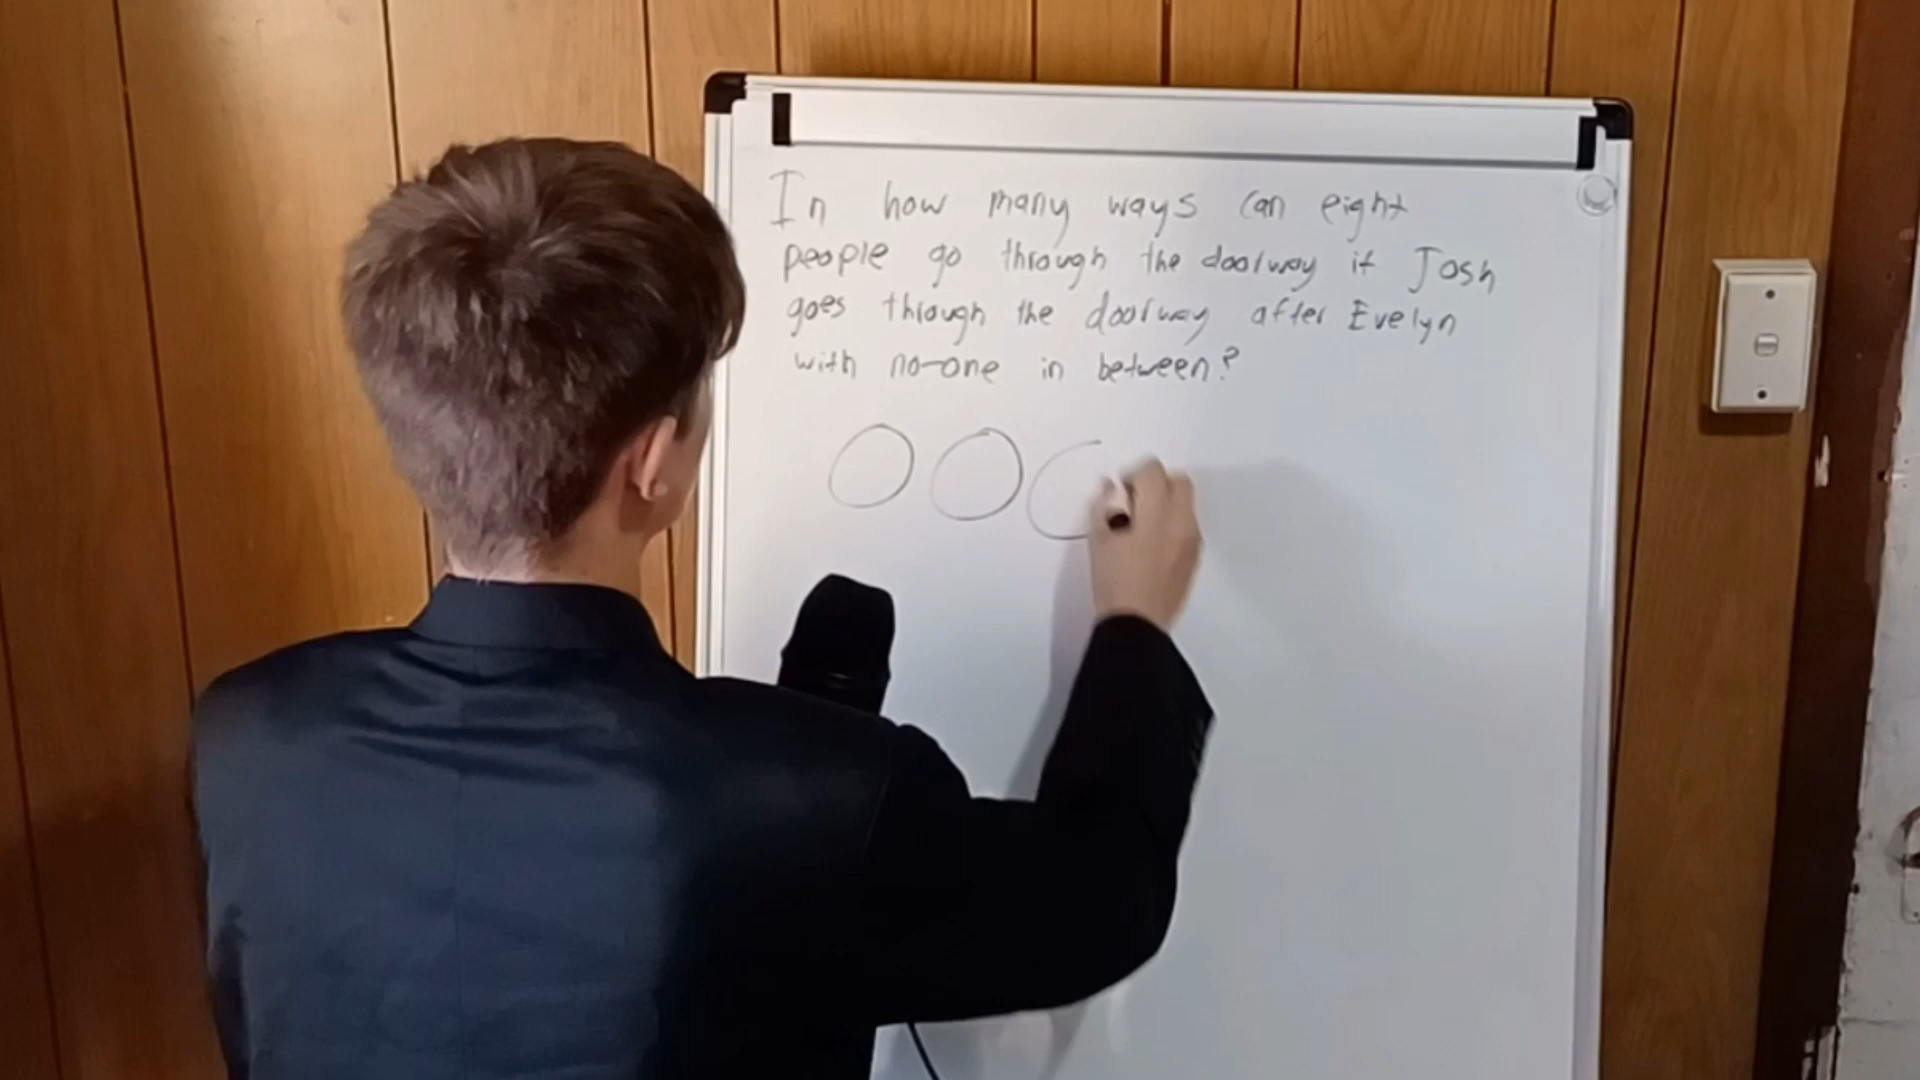 In how many ways can eight
people go through the doorway if Josh
goes through the doorway after Evelyn
with no-one in between?